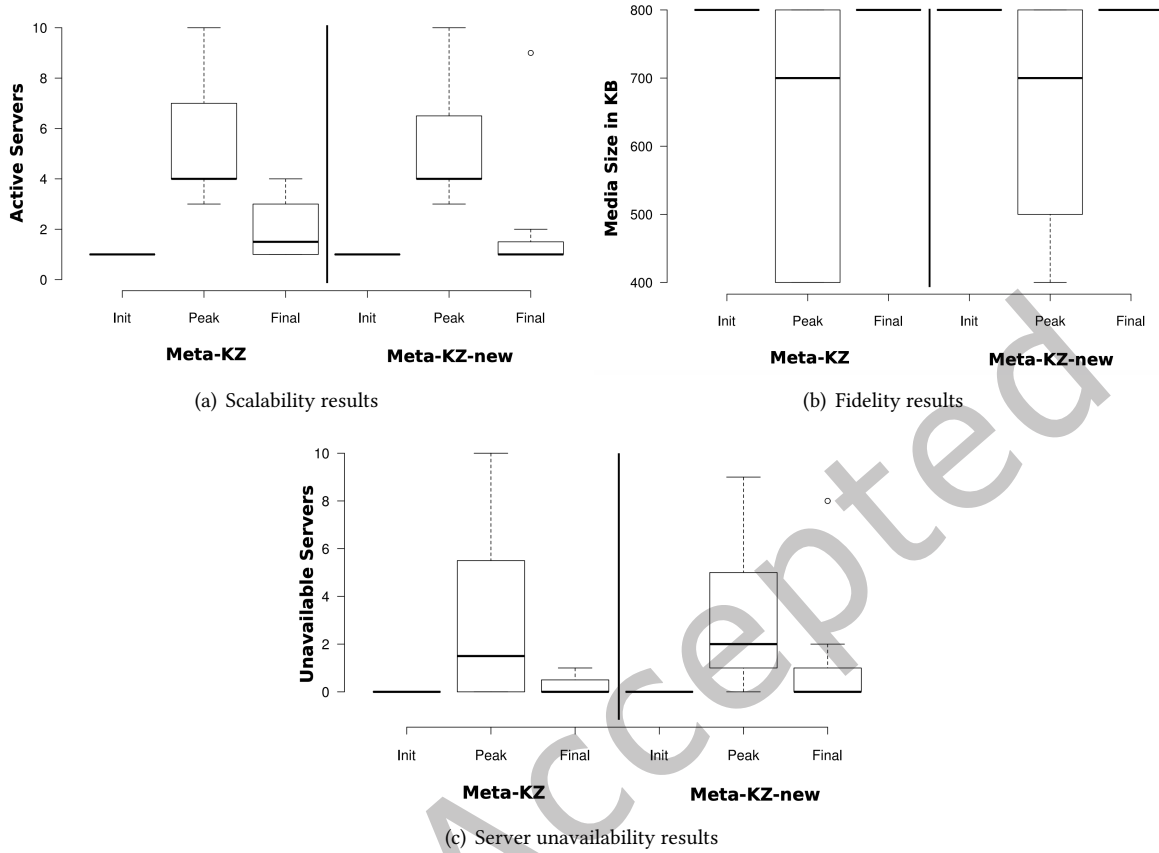 10
8
6
4
2
0
Active Servers
Init Peak Final Init Peak Final
Meta-KZ Meta-KZ-new
(a) Scalability results
800
700
600
500
400
Media Size in KB
Init Peak Final Init Peak Final
Meta-KZ Meta-KZ-new
(b) Fidelity results
10
8
6
4
2
0
Unavailable Servers
Init Peak Final Init Peak Final
Meta-KZ Meta-KZ-new
(c) Server unavailability results
Accepted